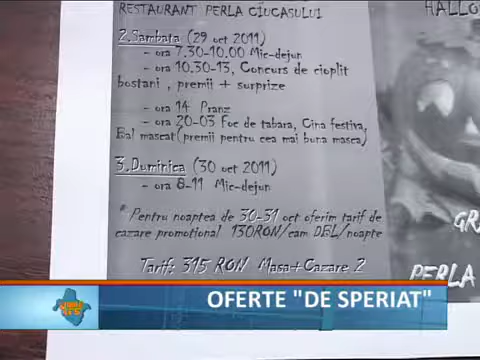 RESTAURANT PERLA CIUCASULUI
HALLO
2.Sambata (29 oct 2011)
- ora 7.30-10.00 Mic-dejun
- ora 10.30-13, Concurs de cioplit
bostani , premii + surprize
- ora 14 Pranz
- ora 20-03 Foc de tabara, Cina festiva,
Bal mascat(premii pentru cea mai buna masca)
3.Duminica (30 oct 2011)
- ora 8-11 Mic-dejun
* Pentru noaptea de 30-31 oct oferim tarif de
cazare promotional 130RON/cam DBL/noapte
GR
Tarif: 315 RON Masa+Cazare 2
PERLA
OFERTE "DE SPERIAT"